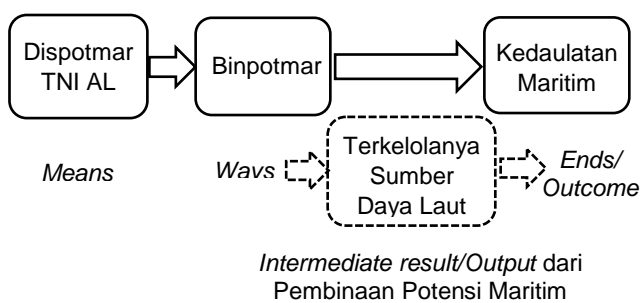 Dispotmar
TNI AL
Binpotmar
Kedaulatan
Maritim
Means
Ways
Terkelolanya
Sumber
Daya Laut
Ends/
Outcome
Intermediate result/Output dari
Pembinaan Potensi Maritim